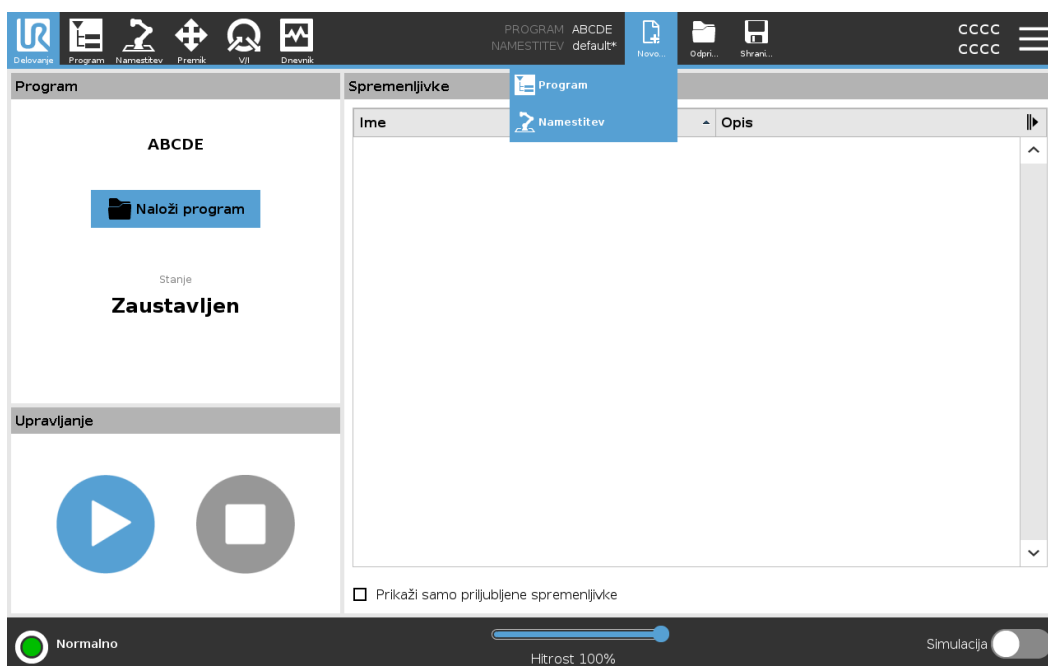 UR
Delovanje
Program
Namestitev
Premik
V/I
Dnevnik
PROGRAM ABCDE
NAMESTITEV default*
Novo...
Odpri...
Shrani...
CCCC
CCCC
Program
Namestitev
Program
ABCDE
Naloži program
Stanje
Zaustavljen
Upravljanje
Spremenljivke
Ime
Opis
Prikaži samo priljubljene spremenljivke
Normalno
Hitrost 100%
Simulacija